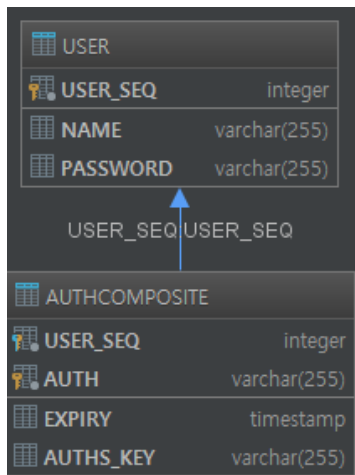 USER
USER_SEQ integer
NAME varchar(255)
PASSWORD varchar(255)
USER_SEQ:USER_SEQ
AUTHCOMPOSITE
USER_SEQ integer
AUTH varchar(255)
EXPIRY timestamp
AUTHS_KEY varchar(255)